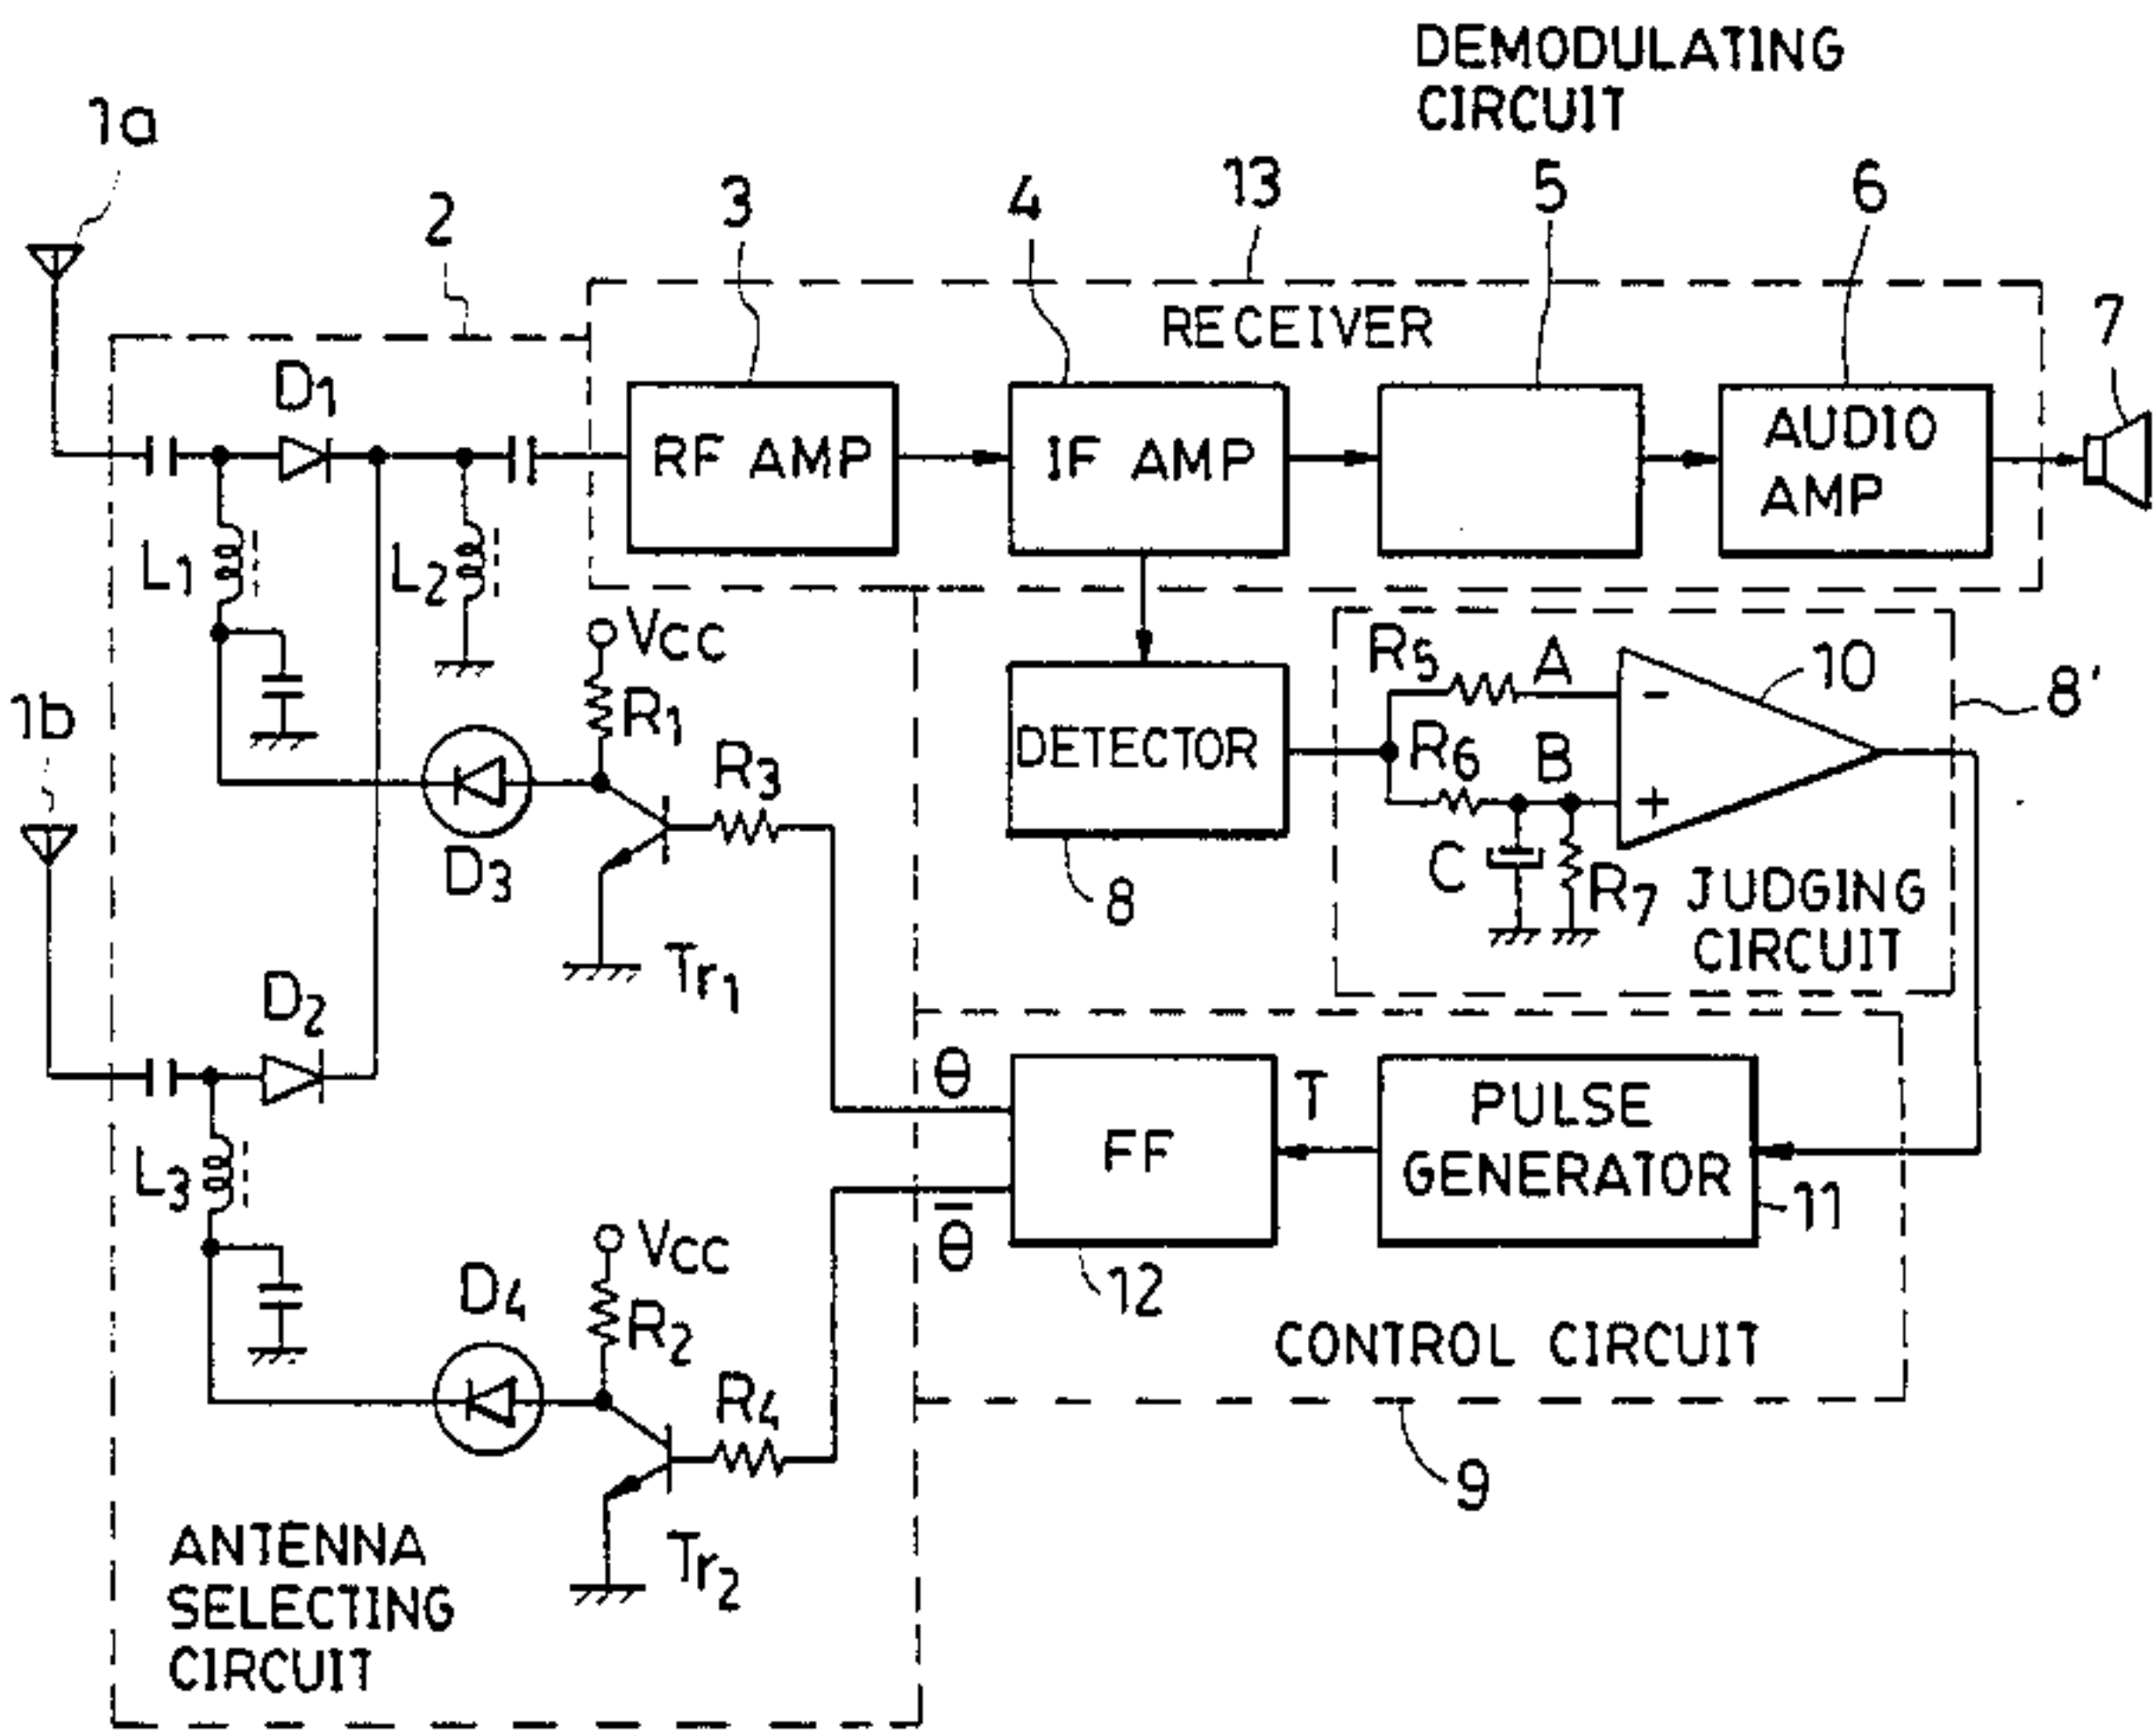 DEMODULATING
CIRCUIT
1a
2
3
4
13
5
6
7
RECEIVER
D1
RF AMP
IF AMP
AUDIO
AMP
L1
L2
VCC
R1
R5
A
10
8'
1b
R3
DETECTOR
R6
B
D3
8
C
R7
JUDGING
CIRCUIT
Tr1
D2
θ
FF
T
PULSE
GENERATOR
11
L3
θ̄
12
VCC
D4
R2
CONTROL CIRCUIT
R4
9
ANTENNA
SELECTING
CIRCUIT
Tr2